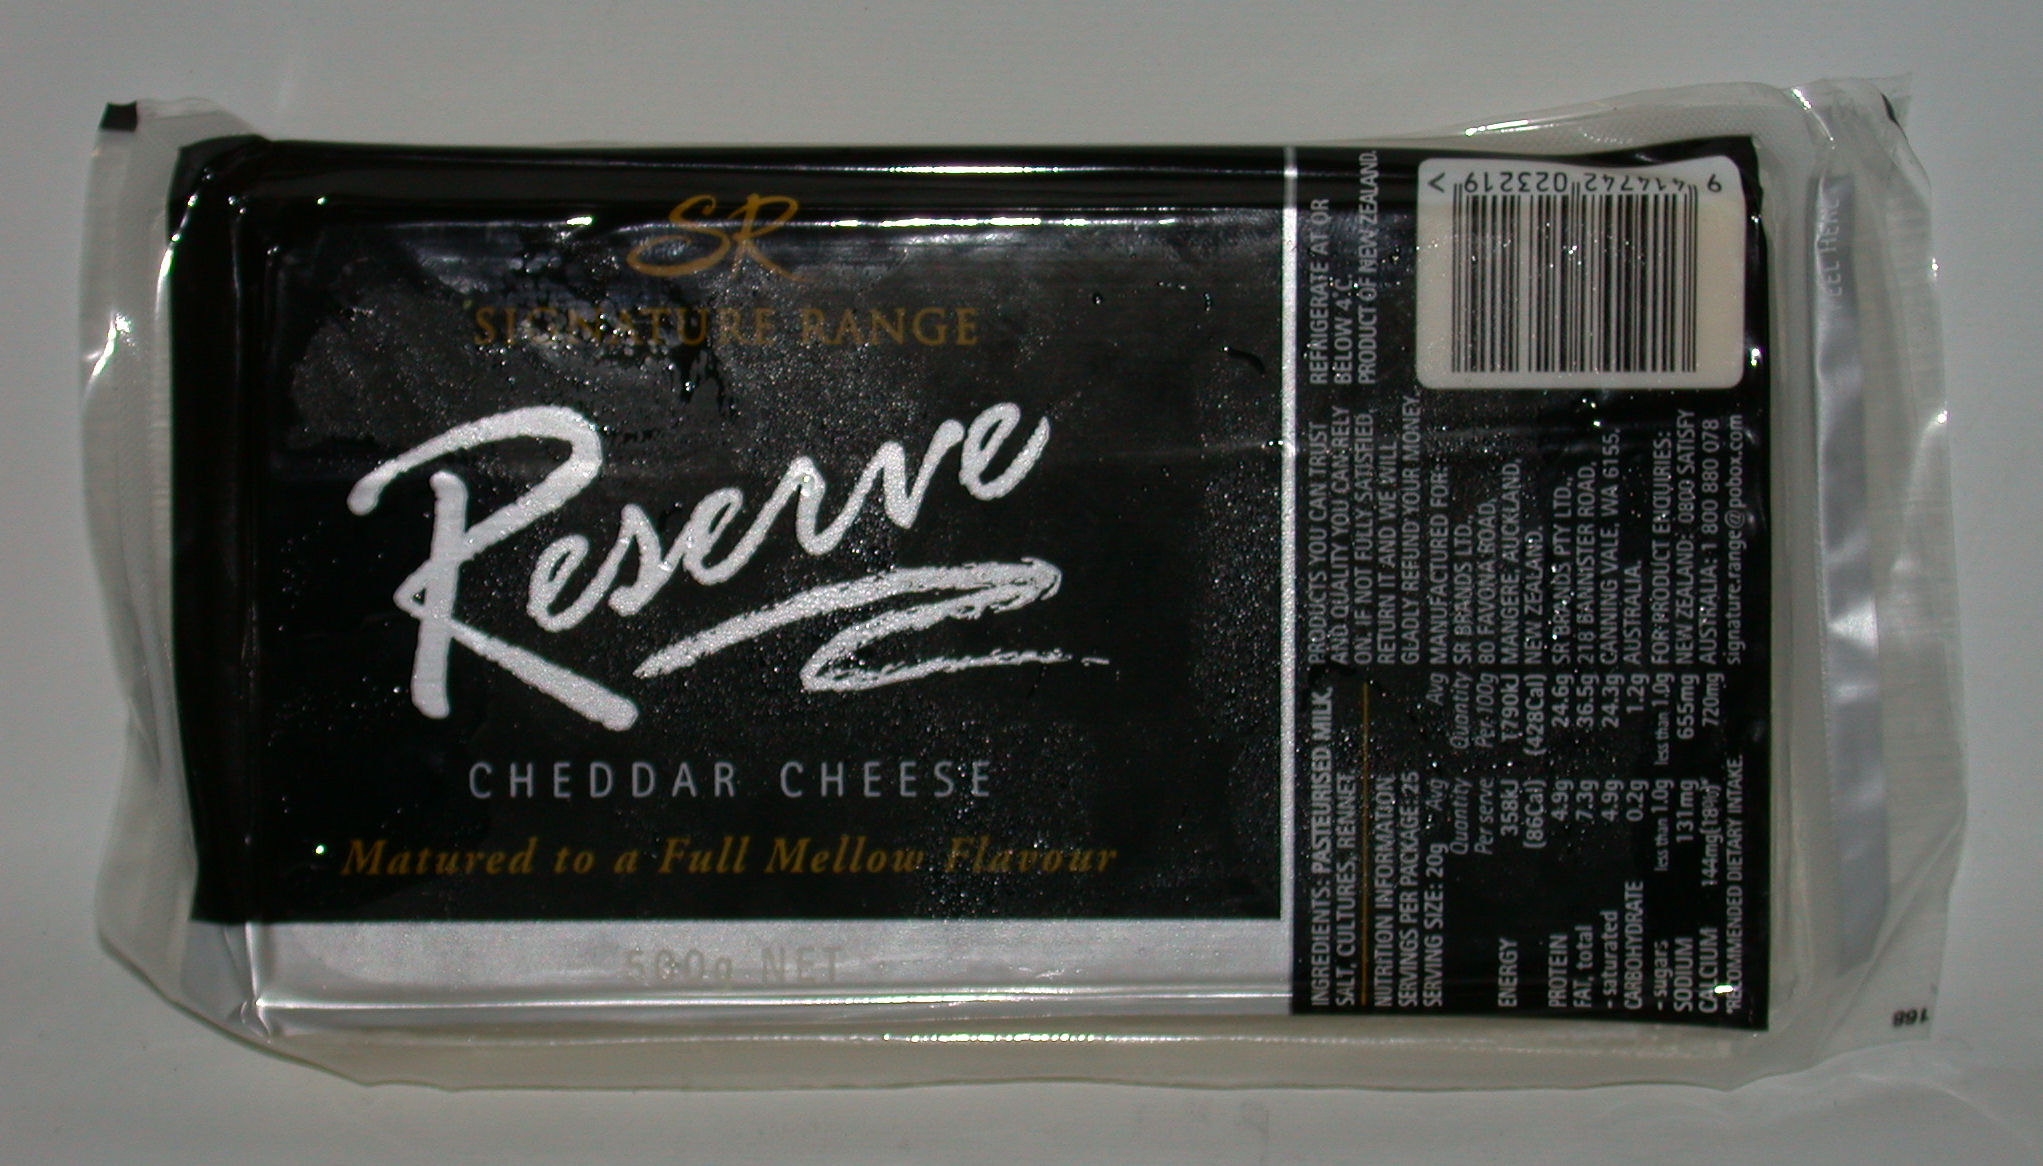 SR
SIGNATURE RANGE
Reserve
CHEDDAR CHEESE
Matured to a Full Mellow Flavour
500g NET
INGREDIENTS: PASTEURISED MILK,
SALT, CULTURES, RENNET.
NUTRITION INFORMATION:
SERVINGS PER PACKAGE: 25
SERVING SIZE: 20g
Avg Quantity Per serve
Avg Quantity Per 100g
ENERGY 358kJ 1790kJ
(86Cal) (428Cal)
PROTEIN 4.9g 24.6g
FAT, total 7.3g 36.5g
- saturated 4.9g 24.3g
CARBOHYDRATE 0.2g 1.2g
- sugars less than 1.0g less than 1.0g
SODIUM 131mg 655mg
CALCIUM 144mg(18%)* 720mg
*RECOMMENDED DIETARY INTAKE.
PRODUCTS YOU CAN TRUST
AND QUALITY YOU CAN RELY
ON. IF NOT FULLY SATISFIED,
RETURN IT AND WE WILL
GLADLY REFUND YOUR MONEY.
MANUFACTURED FOR:
SR BRANDS LTD,
80 FAVONA ROAD,
MANGERE, AUCKLAND,
NEW ZEALAND
SR BRANDS PTY LTD.,
218 BANNISTER ROAD,
CANNING VALE, WA 6155.
AUSTRALIA.
FOR PRODUCT ENQUIRIES:
NEW ZEALAND: 0800 SATISFY
AUSTRALIA: 1 800 880 078
signature.range@pobox.com
REFRIGERATE AT OR
BELOW 4°C.
PRODUCT OF NEW ZEALAND.
9 414742 023219 >
PEEL HERE
168